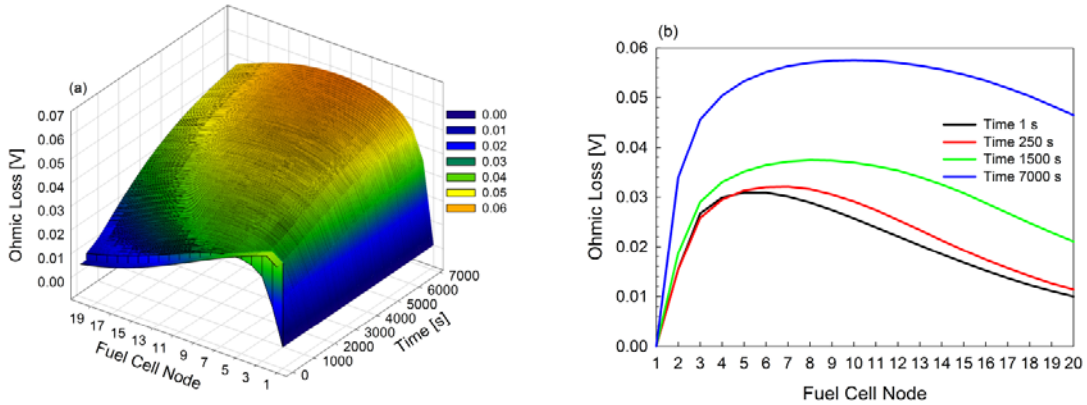 (a)
Ohmic Loss [V]
0.07
0.06
0.05
0.04
0.03
0.02
0.01
0.00
19 17 15 13 11 9 7 5 3 1
Fuel Cell Node
0 1000 2000 3000 4000 5000 6000 7000
Time [s]
0.00
0.01
0.02
0.03
0.04
0.05
0.06
(b)
Ohmic Loss [V]
0.06
0.05
0.04
0.03
0.02
0.01
0.00
Time 1 s
Time 250 s
Time 1500 s
Time 7000 s
1 2 3 4 5 6 7 8 9 10 11 12 13 14 15 16 17 18 19 20
Fuel Cell Node